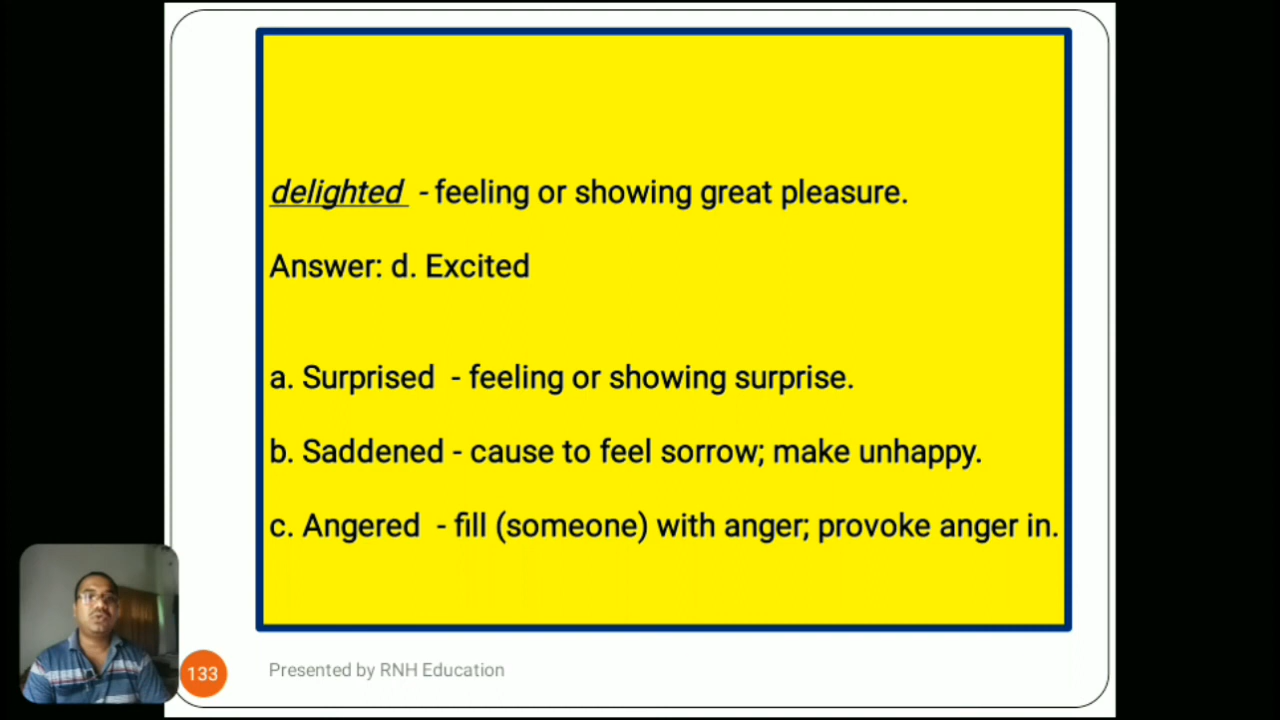 delighted - feeling or showing great pleasure.
Answer: d. Excited
a. Surprised - feeling or showing surprise.
b. Saddened - cause to feel sorrow; make unhappy.
c. Angered - fill (someone) with anger; provoke anger in.
133
Presented by RNH Education